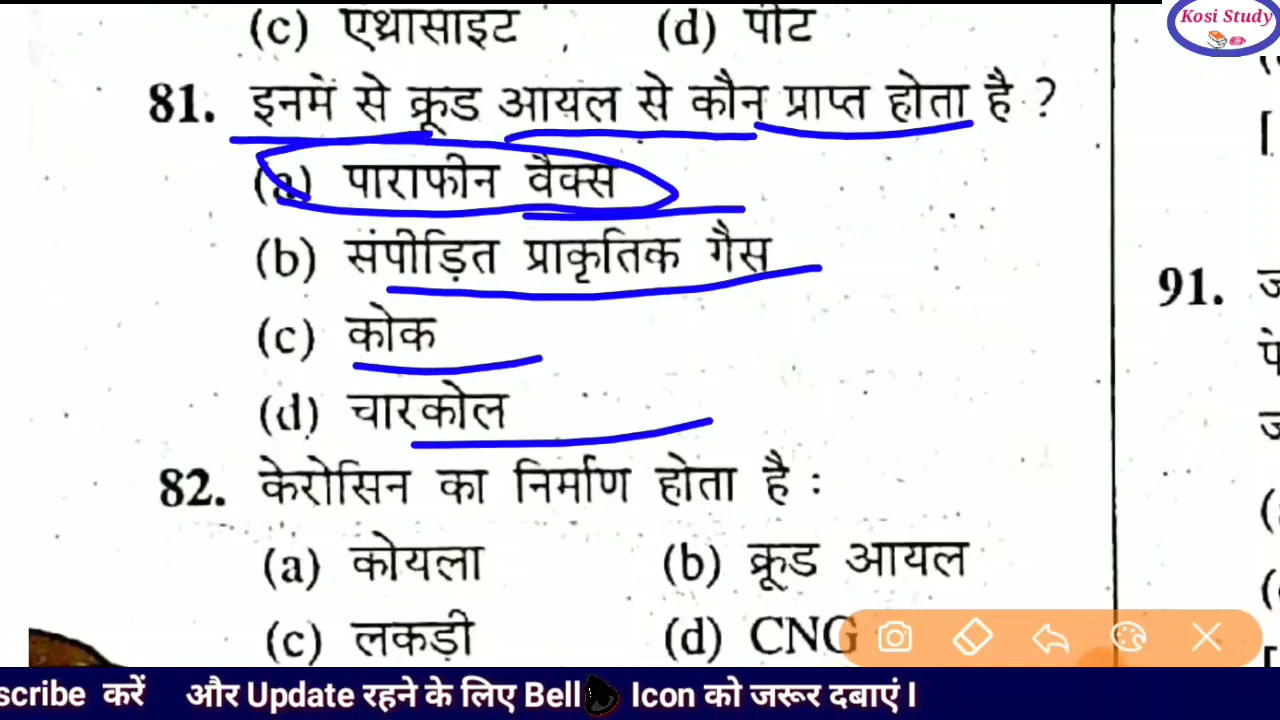 (c) एंथ्रासाइट (d) पीट
Kosi Study
81. इनमें से क्रूड आयल से कौन प्राप्त होता है ?
(a) पाराफीन वैक्स
(b) संपीड़ित प्राकृतिक गैस
(c) कोक
(d) चारकोल
91.
82. केरोसिन का निर्माण होता है :
(a) कोयला (b) क्रूड आयल
(c) लकड़ी (d) CNG
scribe करें और Update रहने के लिए Bell Icon को जरूर दबाएं l